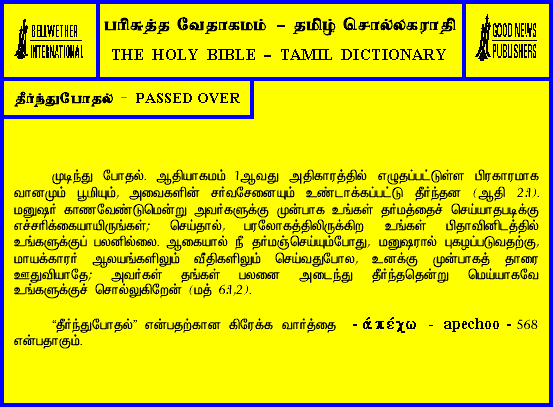 BELLWETHER
INTERNATIONAL
பரிசுத்த வேதாகமம் – தமிழ் சொல்லகராதி
THE HOLY BIBLE – TAMIL DICTIONARY
GOOD NEWS
PUBLISHERS
தீர்ந்துபோதல் – PASSED OVER
முடிந்து போதல். ஆதியாகமம் 1ஆவது அதிகாரத்தில் எழுதப்பட்டுள்ள பிரகாரமாக
வானமும் பூமியும், அவைகளின் சர்வசேனையும் உண்டாக்கப்பட்டு தீர்ந்தன (ஆதி 2:1).
மனுஷர் காணவேண்டுமென்று அவர்களுக்கு முன்பாக உங்கள் தர்மத்தைச் செய்யாதபடிக்கு
எச்சரிக்கையாயிருங்கள்; செய்தால், பரலோகத்திலிருக்கிற உங்கள் பிதாவினிடத்தில்
உங்களுக்குப் பலனில்லை. ஆகையால் நீ தர்மஞ்செய்யும்போது, மனுஷரால் புகழப்படுவதற்கு,
மாயக்காரர் ஆலயங்களிலும் வீதிகளிலும் செய்வதுபோல, உனக்கு முன்பாகத் தாரை
ஊதுவியாதே; அவர்கள் தங்கள் பலனை அடைந்து தீர்ந்ததென்று மெய்யாகவே
உங்களுக்குச் சொல்லுகிறேன் (மத் 6:1,2).
“தீர்ந்துபோதல்” என்பதற்கான கிரேக்க வார்த்தை - ἀπέχω - apechoo - 568
என்பதாகும்.